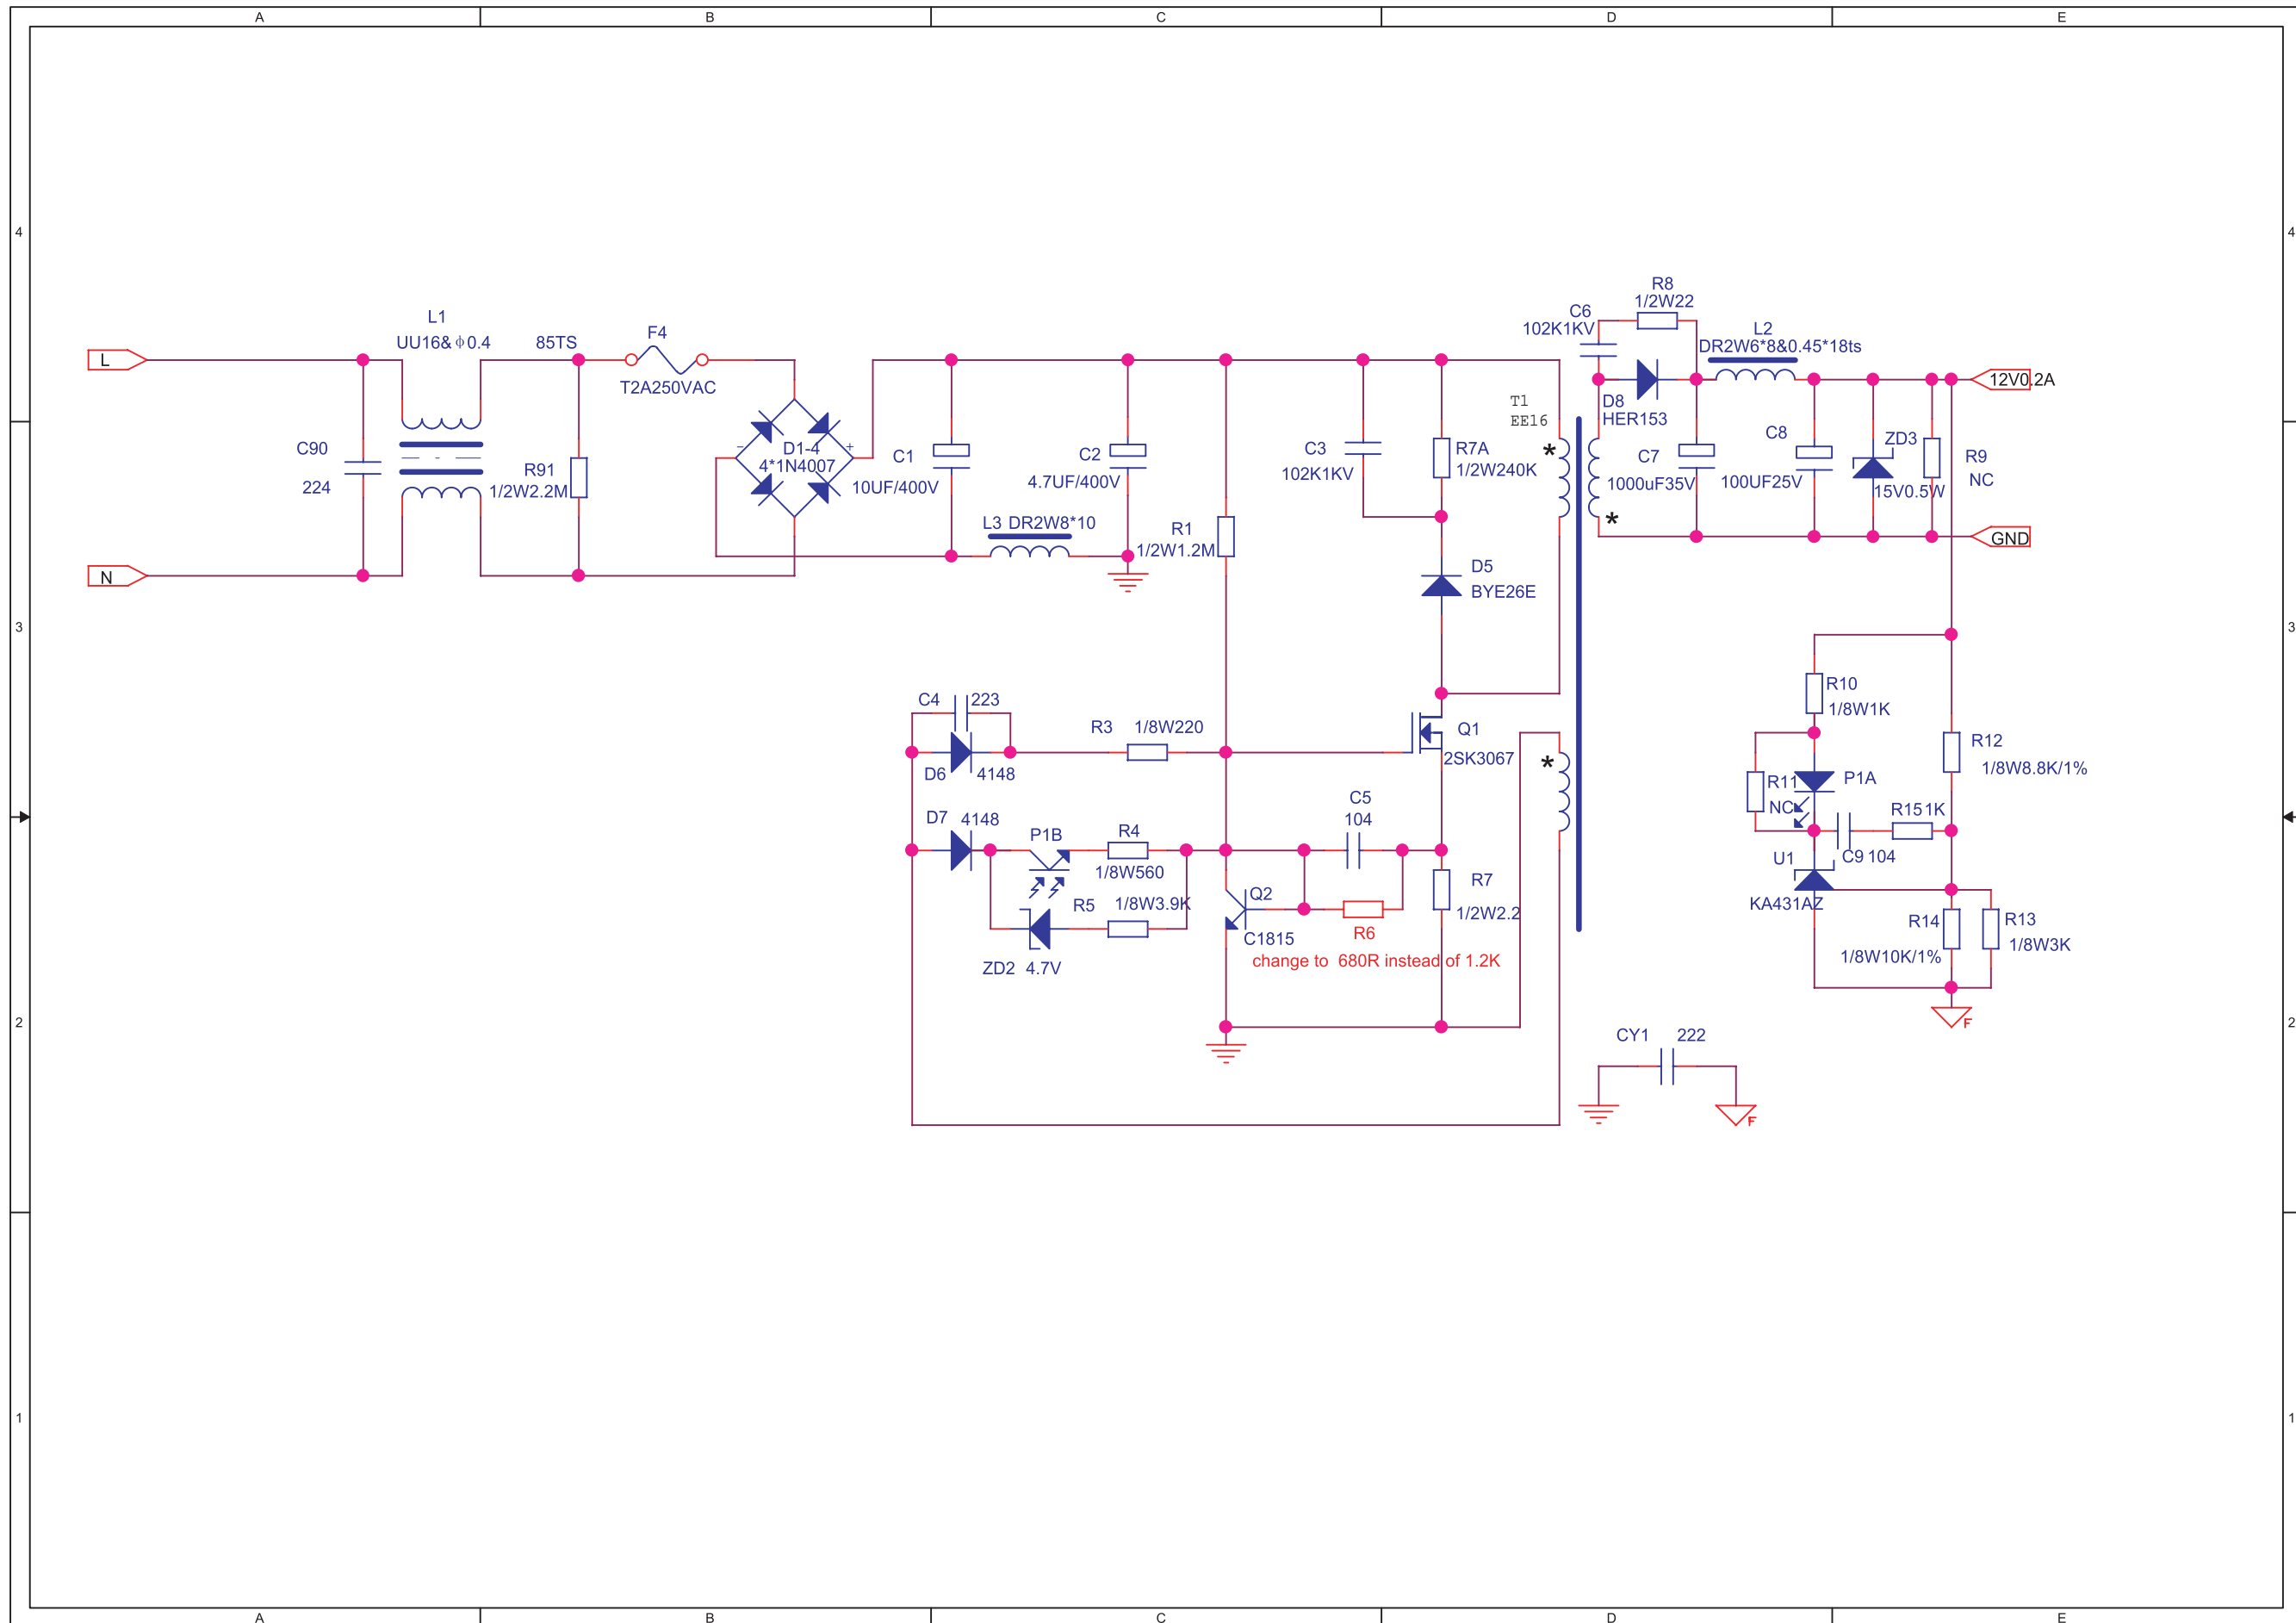 A B C D E
4 4
3 3
2 2
1 1
A B C D E
L
N
L1
UU16&ϕ0.4
85TS
F4
T2A250VAC
C90
224
R91
1/2W2.2M
D1-4
4*1N4007
− +
C1
10UF/400V
C2
4.7UF/400V
L3 DR2W8*10
R1
1/2W1.2M
C3
102K1KV
R7A
1/2W240K
D5
BYE26E
T1
EE16
*
*
*
C6
102K1KV
R8
1/2W22
D8
HER153
L2
DR2W6*8&0.45*18ts
C7
1000uF35V
C8
100UF25V
ZD3
15V0.5W
R9
NC
12V0.2A
GND
C4 223
D6 4148
R3 1/8W220
Q1
2SK3067
D7 4148
P1B
R4
1/8W560
R5 1/8W3.9K
ZD2 4.7V
C5
104
Q2
C1815
R6
change to 680R instead of 1.2K
R7
1/2W2.2
R10
1/8W1K
R11
NC
P1A
R15 1K
C9 104
U1
KA431AZ
R12
1/8W8.8K/1%
R14
1/8W10K/1%
R13
1/8W3K
F
CY1 222
F